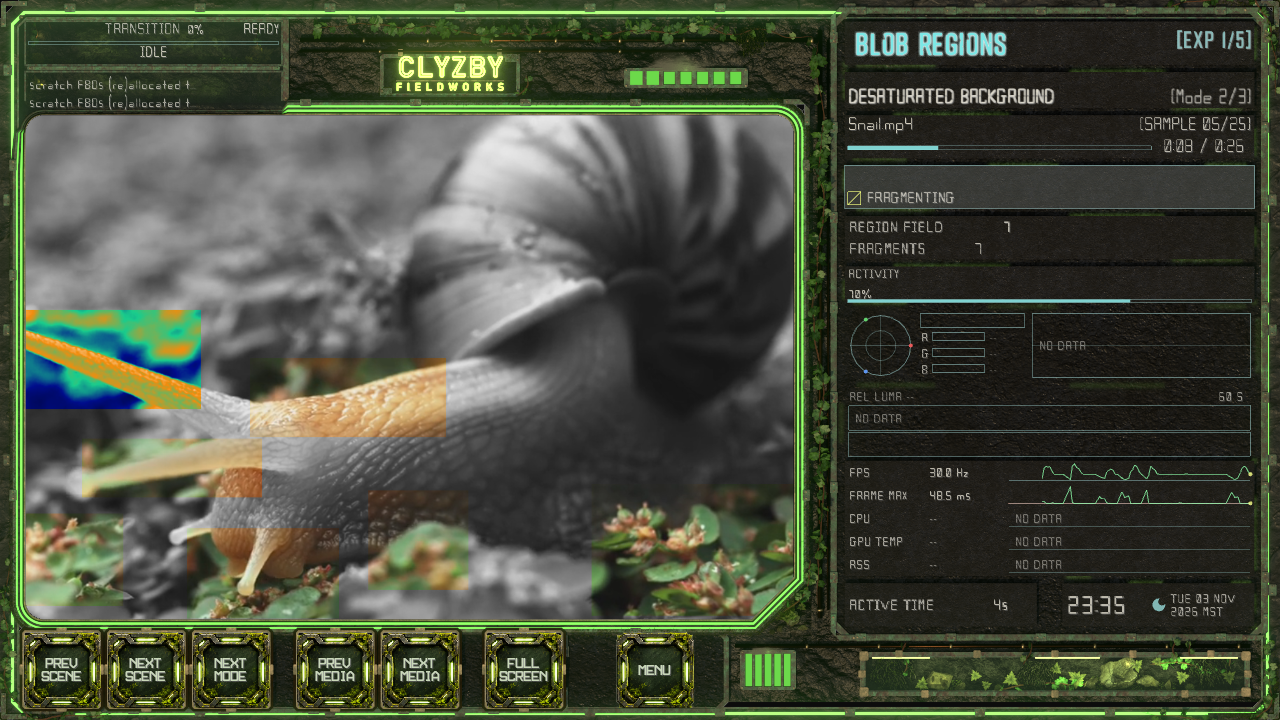 TRANSITION 0% READY
IDLE
scratch FBOs (re)allocated t
scratch FBOs (re)allocated t
CLYZBY
FIELDWORKS
BLOB REGIONS [EXP 1/5]
DESATURATED BACKGROUND (Mode 2/3)
Snail.mp4 (SAMPLE 05/25)
0:09 / 0:26
FRAGMENTING
REGION FIELD 7
FRAGMENTS 7
ACTIVITY
70%
R --
G --
B --
NO DATA
REL LUMA -- 60 S
NO DATA
FPS 30.0 Hz
FRAME MAX 48.5 ms
CPU -- NO DATA
GPU TEMP -- NO DATA
RSS -- NO DATA
ACTIVE TIME 4s
23:35
TUE 03 NOV
2026 MST
PREV SCENE
NEXT SCENE
NEXT MODE
PREV MEDIA
NEXT MEDIA
FULL SCREEN
MENU